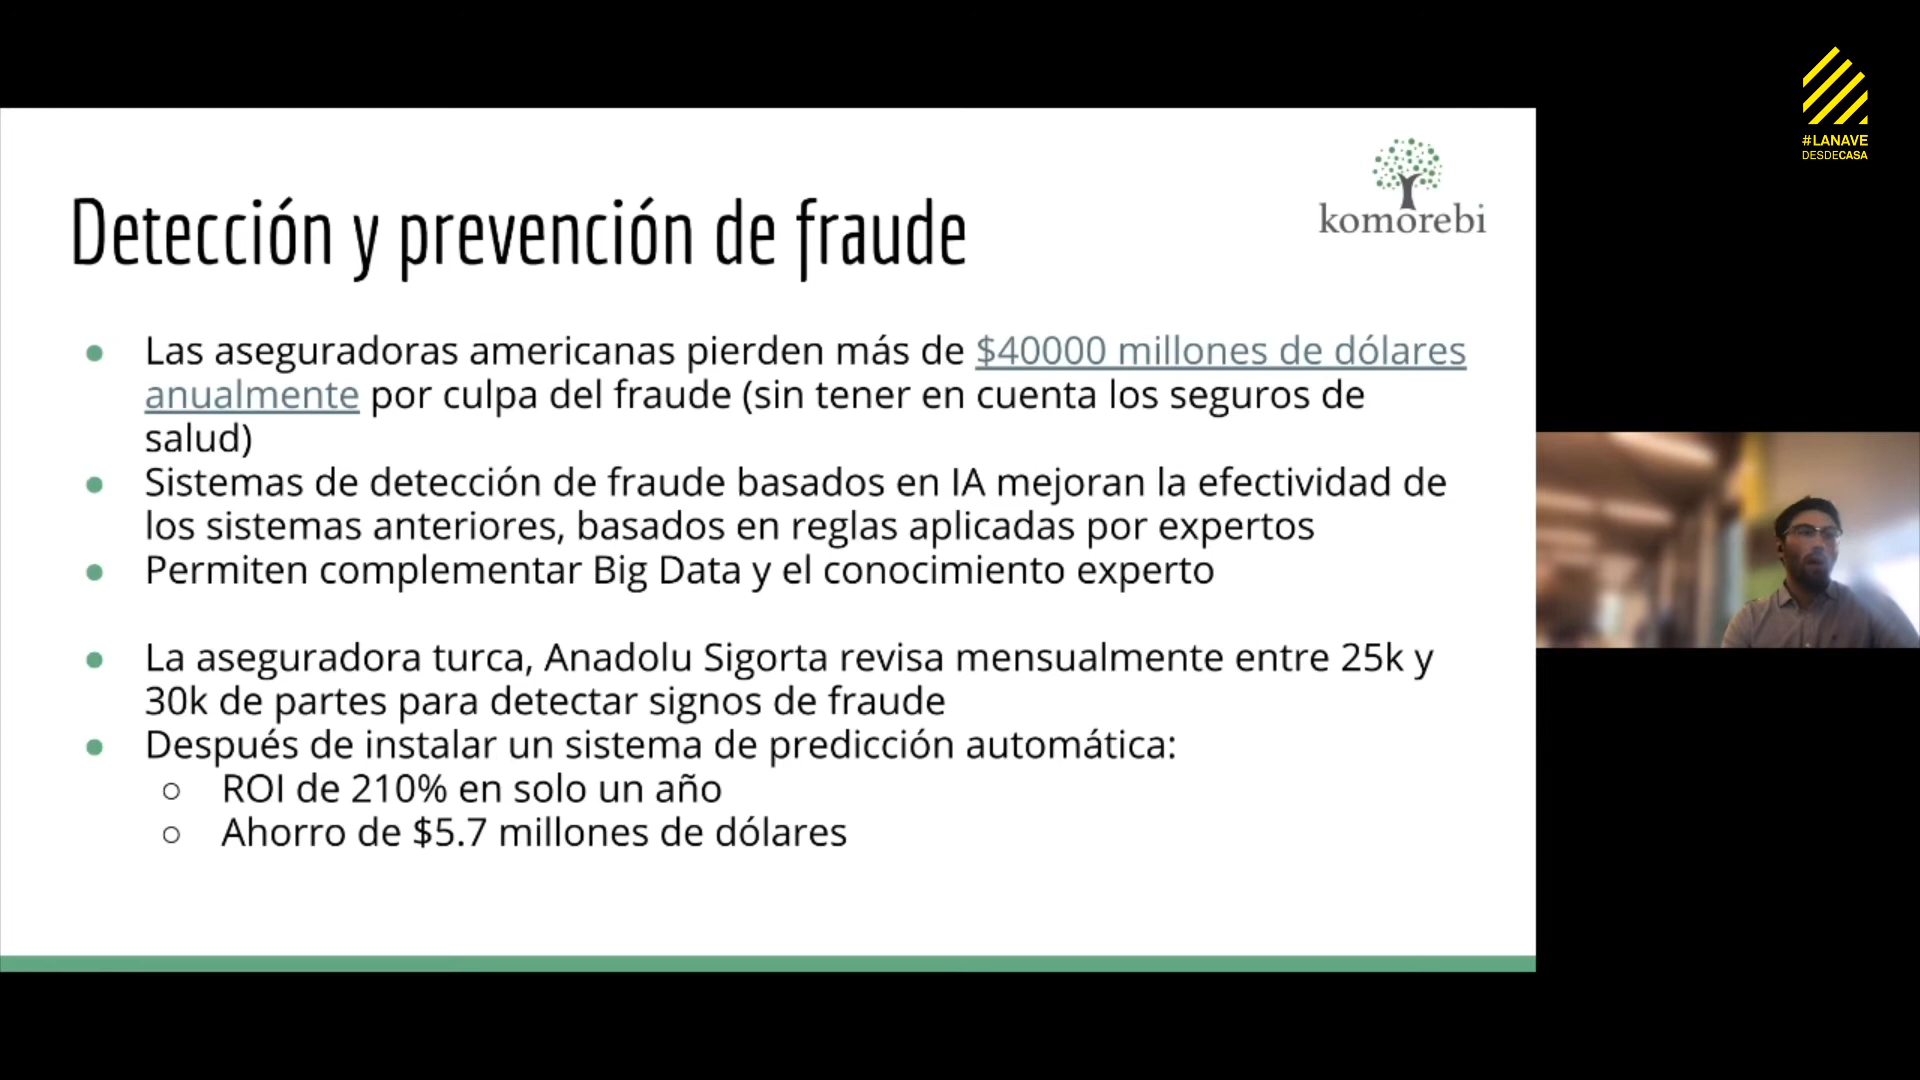 #LANAVE
DESDECASA
komorebi
Detección y prevención de fraude
Las aseguradoras americanas pierden más de $40000 millones de dólares
anualmente por culpa del fraude (sin tener en cuenta los seguros de
salud)
Sistemas de detección de fraude basados en IA mejoran la efectividad de
los sistemas anteriores, basados en reglas aplicadas por expertos
Permiten complementar Big Data y el conocimiento experto
La aseguradora turca, Anadolu Sigorta revisa mensualmente entre 25k y
30k de partes para detectar signos de fraude
Después de instalar un sistema de predicción automática:
ROI de 210% en solo un año
Ahorro de $5.7 millones de dólares